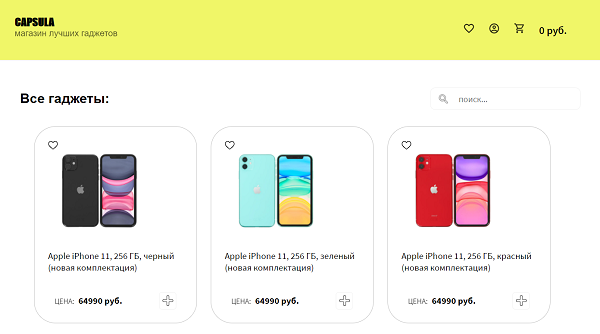 CAPSULA
магазин лучших гаджетов
0 руб.
Все гаджеты:
поиск...
Apple iPhone 11, 256 ГБ, черный
(новая комплектация)
ЦЕНА: 64990 руб.
Apple iPhone 11, 256 ГБ, зеленый
(новая комплектация)
ЦЕНА: 64990 руб.
Apple iPhone 11, 256 ГБ, красный
(новая комплектация)
ЦЕНА: 64990 руб.